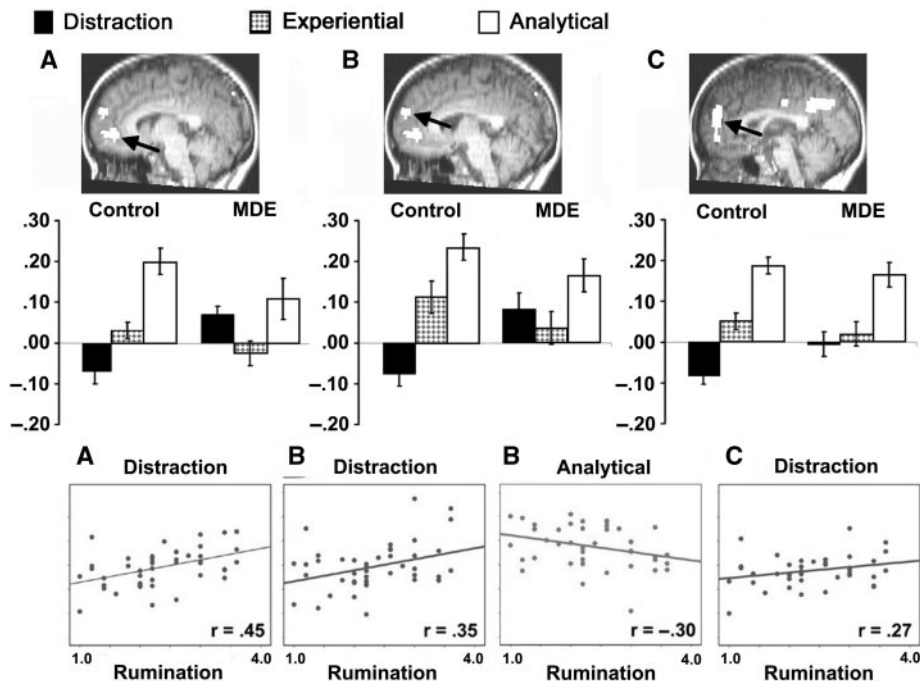 Distraction Experiential Analytical
A B C
Control MDE Control MDE Control MDE
.30 .30 .30
.20 .20 .20
.10 .10 .10
.00 .00 .00
–.10 –.10 –.10
–.20 –.20 –.20
A Distraction B Distraction B Analytical C Distraction
r = .45 r = .35 r = –.30 r = .27
1.0 4.0 1.0 4.0 1.0 4.0 1.0 4.0
Rumination Rumination Rumination Rumination